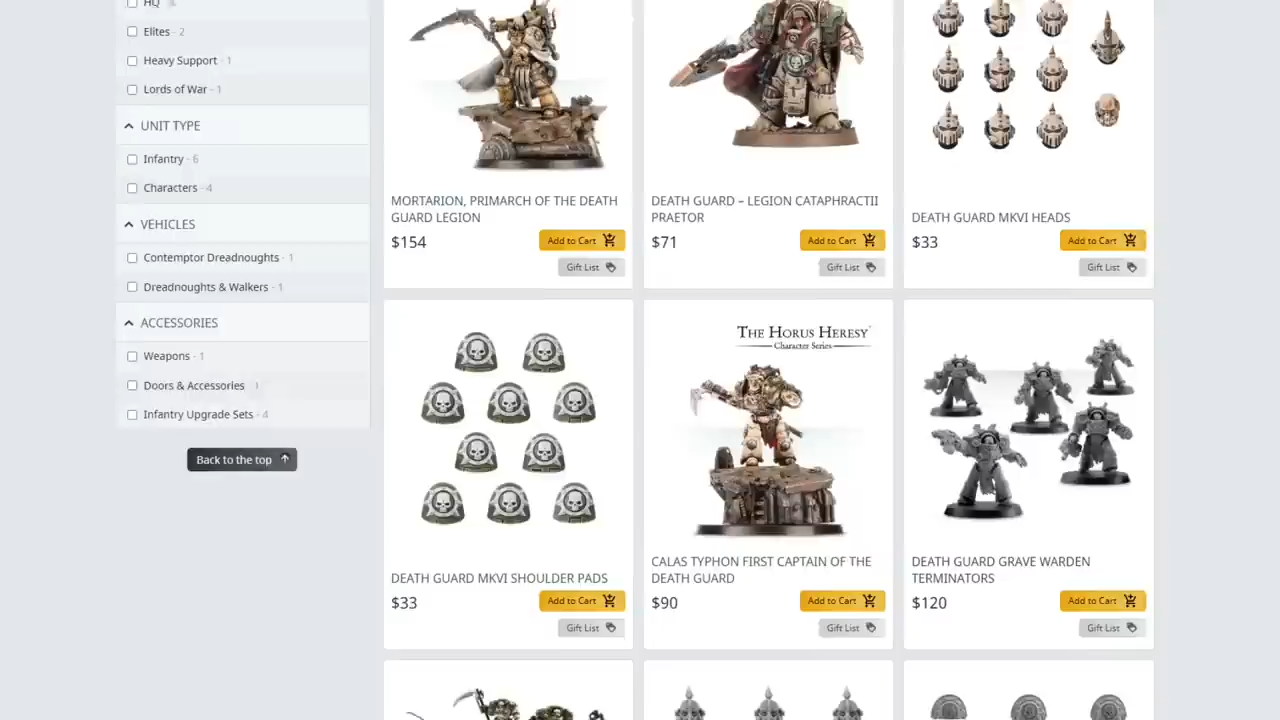 HQ
Elites - 2
Heavy Support - 1
Lords of War - 1
UNIT TYPE
Infantry - 6
Characters - 4
VEHICLES
Contemptor Dreadnoughts - 1
Dreadnoughts & Walkers - 1
ACCESSORIES
Weapons - 1
Doors & Accessories 1
Infantry Upgrade Sets - 4
Back to the top
MORTARION, PRIMARCH OF THE DEATH
GUARD LEGION
$154
Add to Cart
Gift List
DEATH GUARD – LEGION CATAPHRACTII
PRAETOR
$71
Add to Cart
Gift List
DEATH GUARD MKVI HEADS
$33
Add to Cart
Gift List
DEATH GUARD MKVI SHOULDER PADS
$33
Add to Cart
Gift List
THE HORUS HERESY
Character Series
CALAS TYPHON FIRST CAPTAIN OF THE
DEATH GUARD
$90
Add to Cart
Gift List
DEATH GUARD GRAVE WARDEN
TERMINATORS
$120
Add to Cart
Gift List